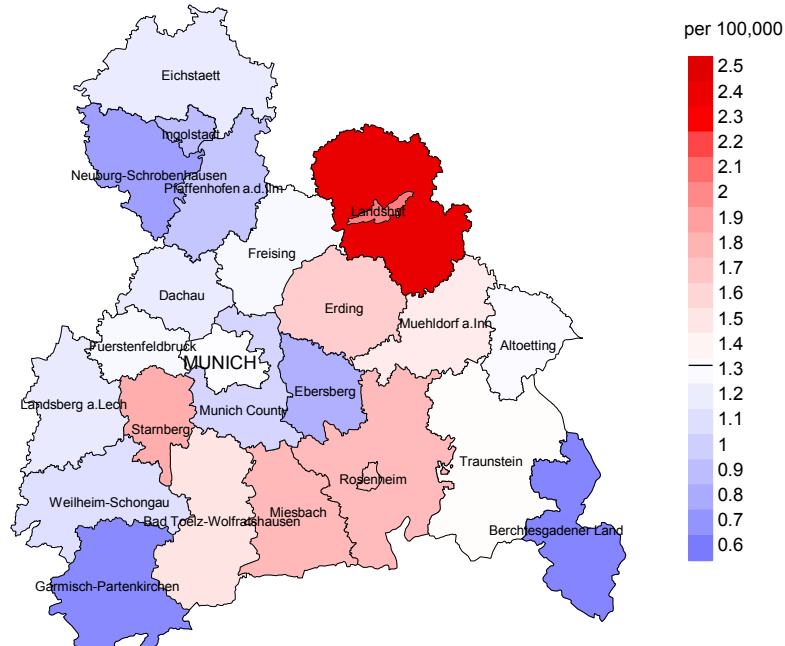 per 100,000
2.5
2.4
2.3
2.2
2.1
2
1.9
1.8
1.7
1.6
1.5
1.4
1.3
1.2
1.1
1
0.9
0.8
0.7
0.6
Eichstaett
Ingolstadt
Neuburg-Schrobenhausen
Pfaffenhofen a.d.Ilm
Landshut
Freising
Dachau
Erding
Muehldorf a.Inn
Fuerstenfeldbruck
Altoetting
MUNICH
Ebersberg
Landsberg a.Lech
Munich County
Starnberg
Traunstein
Rosenheim
Weilheim-Schongau
Miesbach
Bad Toelz-Wolfratshausen
Berchtesgadener Land
Garmisch-Partenkirchen